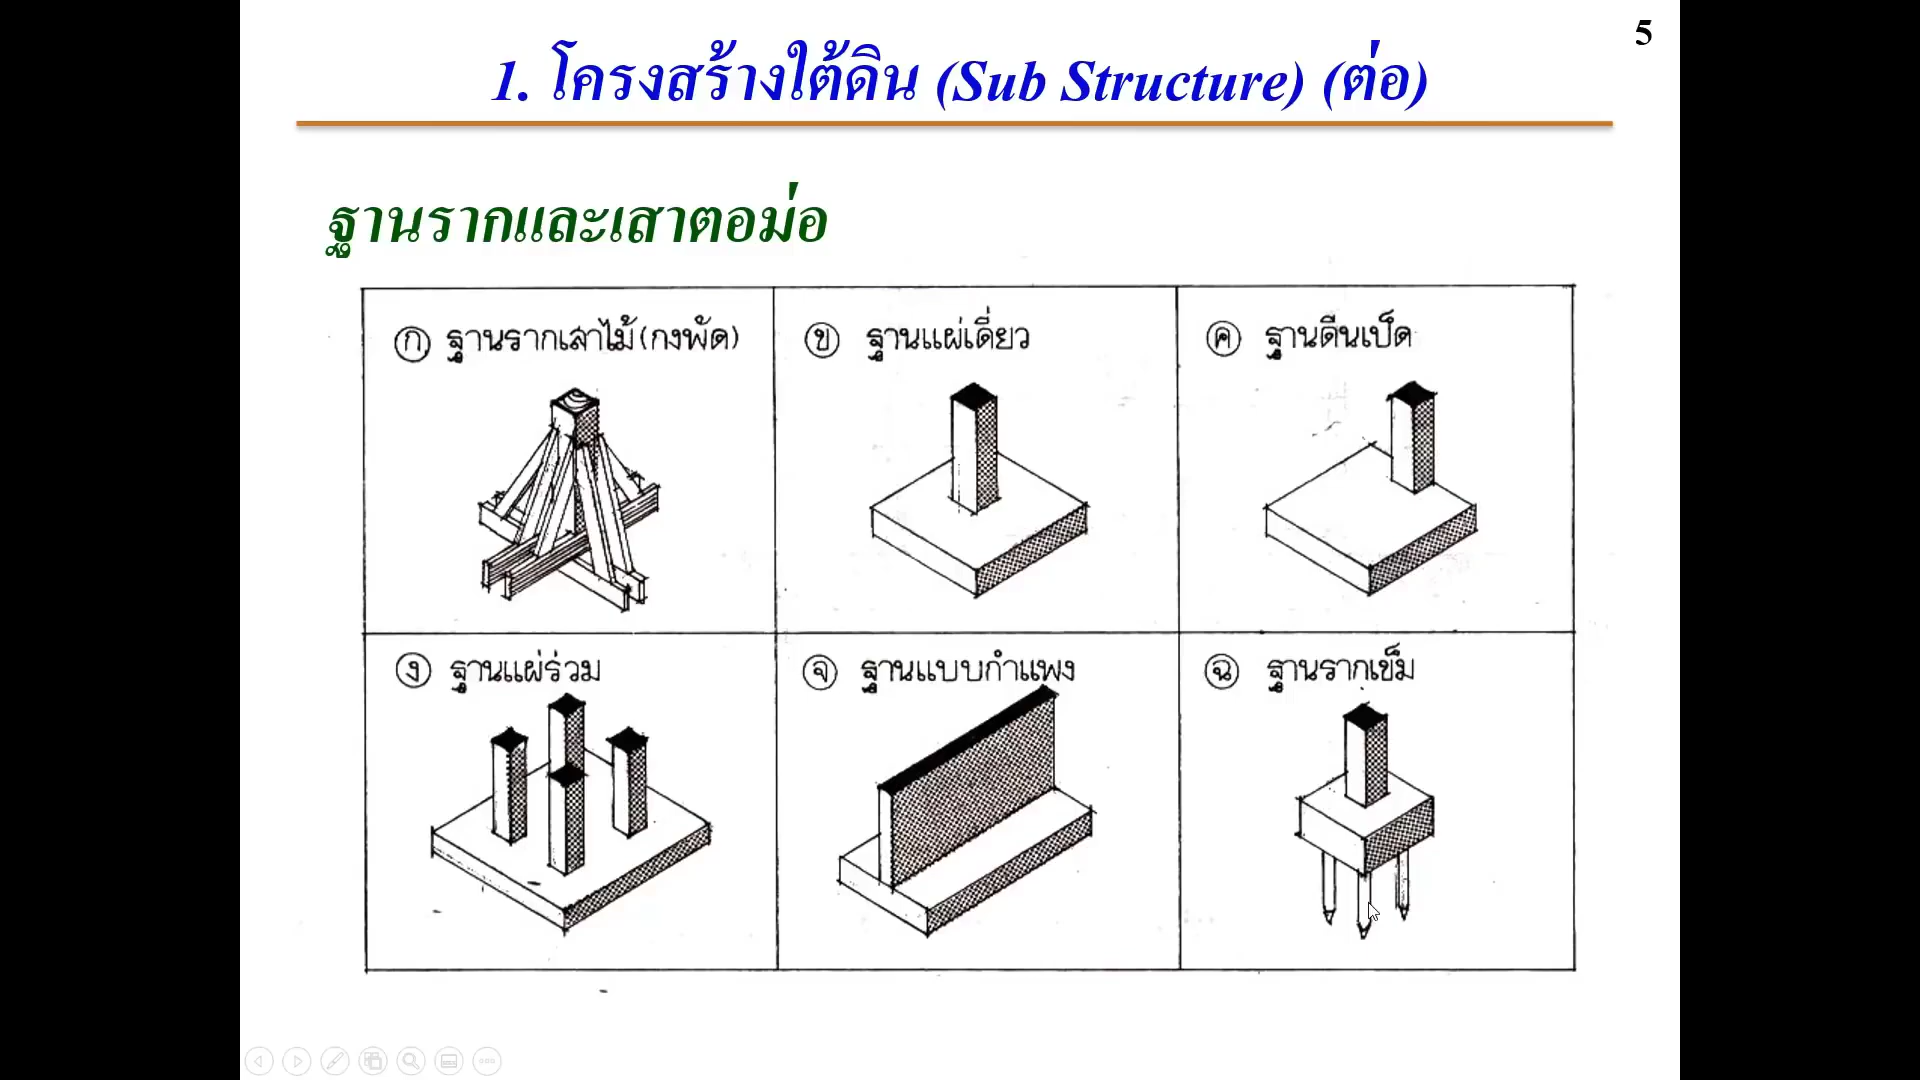 5
1. โครงสร้างใต้ดิน (Sub Structure) (ต่อ)
ฐานรากและเสาตอม่อ
ก ฐานรากเสาไม้(กงพัด)
ข ฐานแผ่เดี่ยว
ค ฐานตีนเป็ด
ง ฐานแผ่ร่วม
จ ฐานแบบกำแพง
ฉ ฐานรากเข็ม